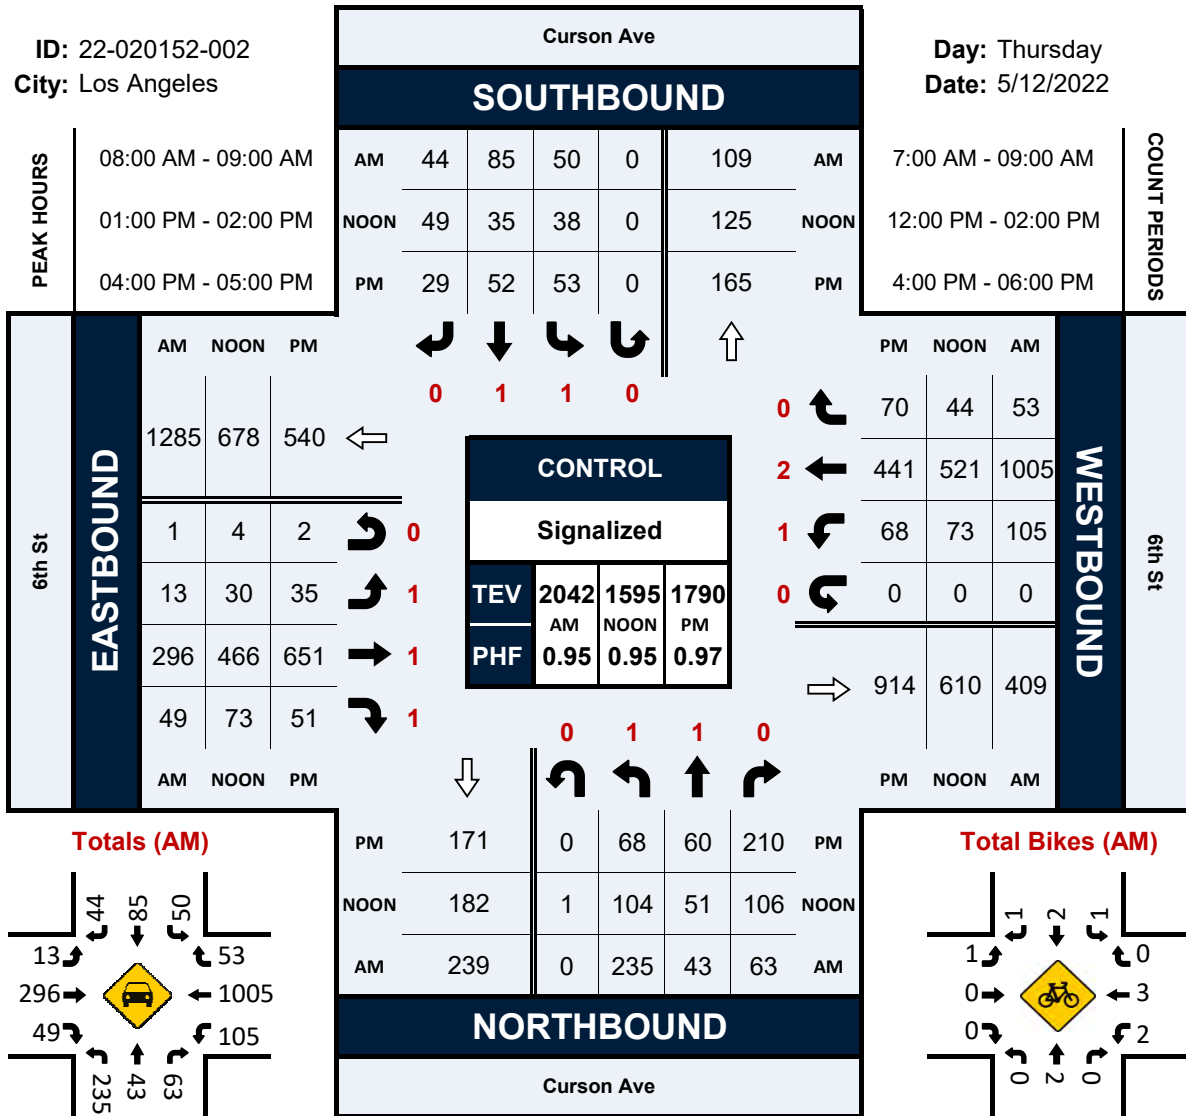 Curson Ave
ID: 22-020152-002
City: Los Angeles
Day: Thursday
Date: 5/12/2022
SOUTHBOUND
PEAK HOURS
08:00 AM - 09:00 AM
01:00 PM - 02:00 PM
04:00 PM - 05:00 PM
AM 44 85 50 0 109 AM
NOON 49 35 38 0 125 NOON
PM 29 52 53 0 165 PM
7:00 AM - 09:00 AM
12:00 PM - 02:00 PM
4:00 PM - 06:00 PM
COUNT PERIODS
0 1 1 0
6th St
EASTBOUND
AM NOON PM
1285 678 540
1 4 2 0
13 30 35 1
296 466 651 1
49 73 51 1
AM NOON PM
CONTROL
Signalized
TEV 2042 1595 1790
AM NOON PM
PHF 0.95 0.95 0.97
PM NOON AM
0 70 44 53
2 441 521 1005
1 68 73 105
0 0 0 0
914 610 409
PM NOON AM
WESTBOUND
6th St
0 1 1 0
PM 171 0 68 60 210 PM
NOON 182 1 104 51 106 NOON
AM 239 0 235 43 63 AM
NORTHBOUND
Curson Ave
Totals (AM)
44 85 50
13 53
296 1005
49 105
235 43 63
Total Bikes (AM)
1 2 1
1 0
0 3
0 2
0 2 0